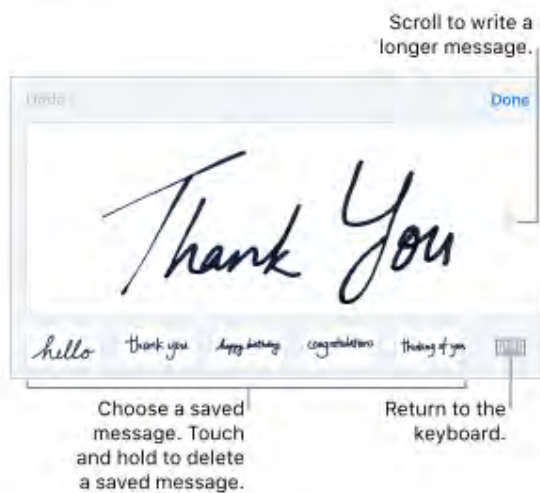 Scroll to write a
longer message.
Undo
Done
Thank You
hello
thank you
happy birthday
congratulations
thinking of you
Choose a saved
message. Touch
and hold to delete
a saved message.
Return to the
keyboard.